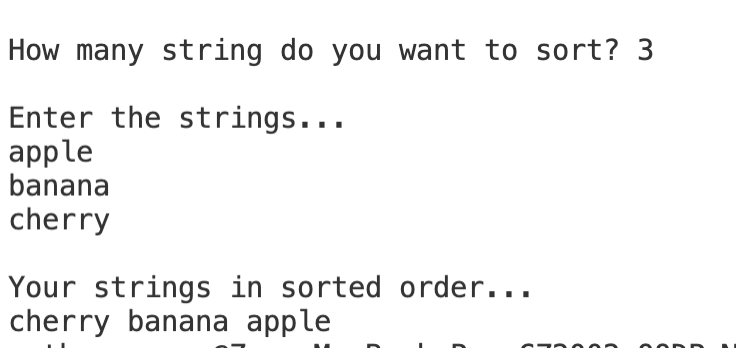 How many string do you want to sort? 3
Enter the strings...
apple
banana
cherry
Your strings in sorted order...
cherry banana apple